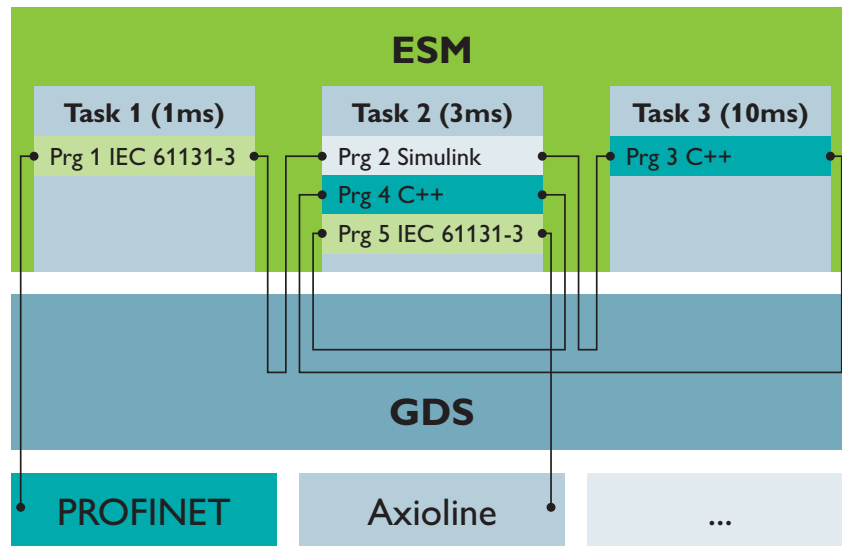 ESM
Task 1 (1ms)
Prg 1 IEC 61131-3
Task 2 (3ms)
Prg 2 Simulink
Prg 4 C++
Prg 5 IEC 61131-3
Task 3 (10ms)
Prg 3 C++
GDS
PROFINET
Axioline
...